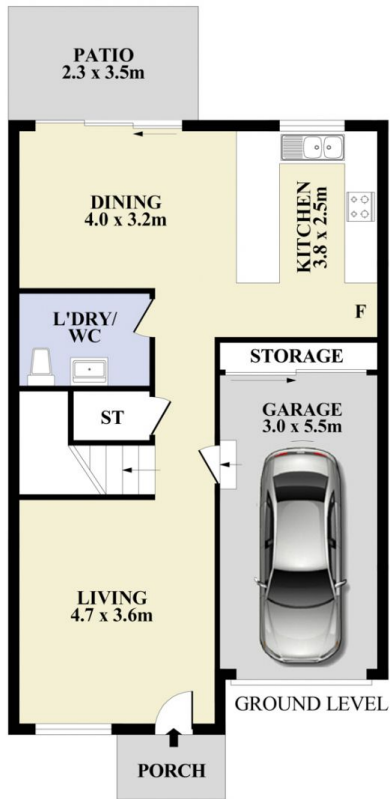 PATIO
2.3 x 3.5m
DINING
4.0 x 3.2m
KITCHEN
3.8 x 2.5m
F
L'DRY/
WC
STORAGE
ST
GARAGE
3.0 x 5.5m
LIVING
4.7 x 3.6m
GROUND LEVEL
PORCH